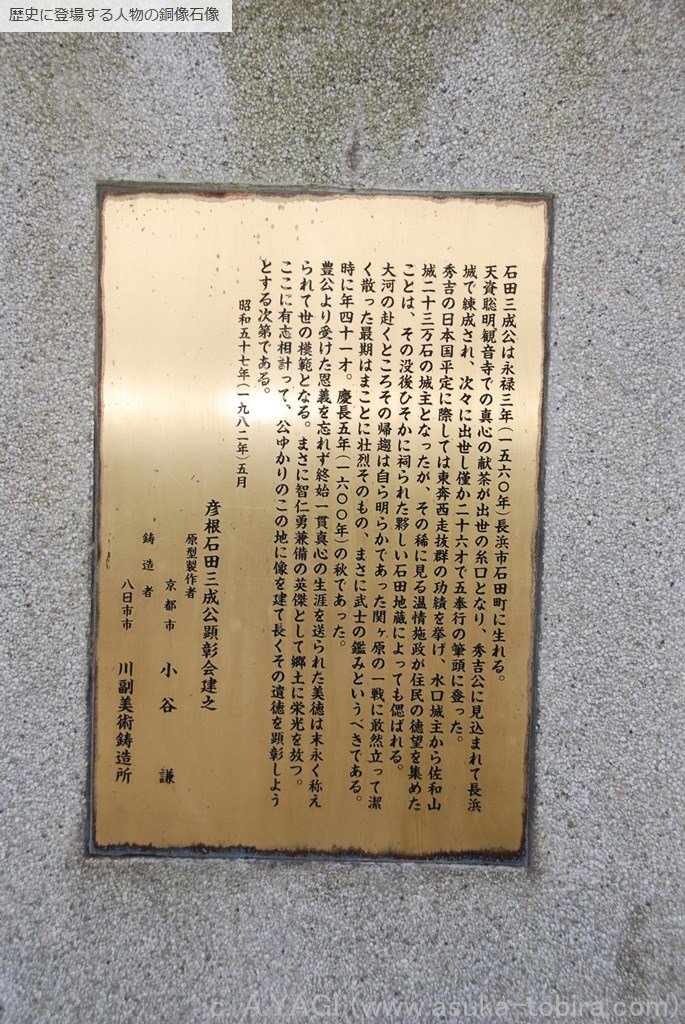 歴史に登場する人物の銅像石像
石田三成公は永禄三年(一五六〇年)長浜市石田町に生れる。
天資聡明観音寺での真心の献茶が出世の糸口となり、秀吉公に見込まれて長浜
城で練成され、次々に出世し僅か二十六才で五奉行の筆頭に登った。
秀吉の日本国平定に際しては東奔西走抜群の功績を挙げ、水口城主から佐和山
城二十三万石の城主となったが、その稀に見る温情施政が住民の徳望を集めた
ことは、その没後ひそかに祠られた夥しい石田地蔵によっても偲ばれる。
大河の赴くところその帰趨は自ら明らかであった関ヶ原の一戦に敢然立って潔
く散った最期はまことに壮烈そのもの、まさに武士の鑑みというべきである。
時に年四十一才。慶長五年(一六〇〇年)の秋であった。
豊公より受けた恩義を忘れず終始一貫真心の生涯を送られた美徳は末永く称え
られて世の模範となる。まさに智仁勇兼備の英傑として郷土に栄光を放つ。
ここに有志相計って、公ゆかりのこの地に像を建て長くその遺徳を顕彰しよう
とする次第である。
昭和五十七年(一九八二年)五月
彦根石田三成公顕彰会建之
原型製作者
京都市 小谷 謙
鋳造者
八日市市 川副美術鋳造所
c. A.YAGI (www.asuka-tobira.com)